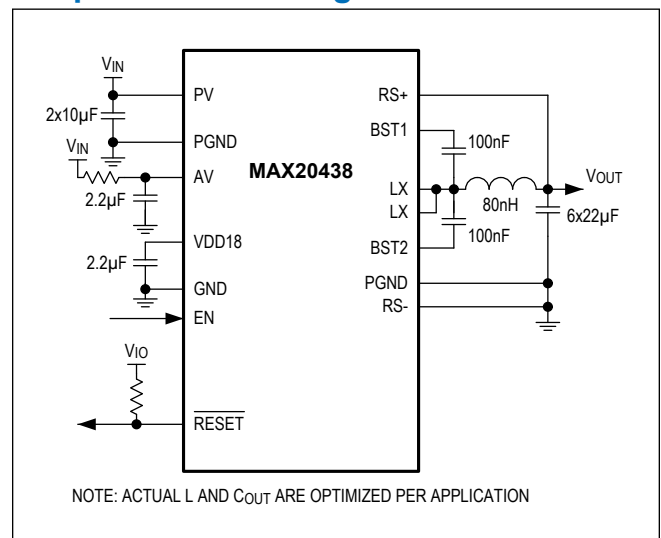 VIN
PV
2x10µF
PGND
VIN
AV
2.2µF
VDD18
2.2µF
GND
EN
VIO
RESET
MAX20438
RS+
BST1
100nF
LX
LX
80nH
VOUT
6x22µF
100nF
BST2
PGND
RS-
NOTE: ACTUAL L AND COUT ARE OPTIMIZED PER APPLICATION